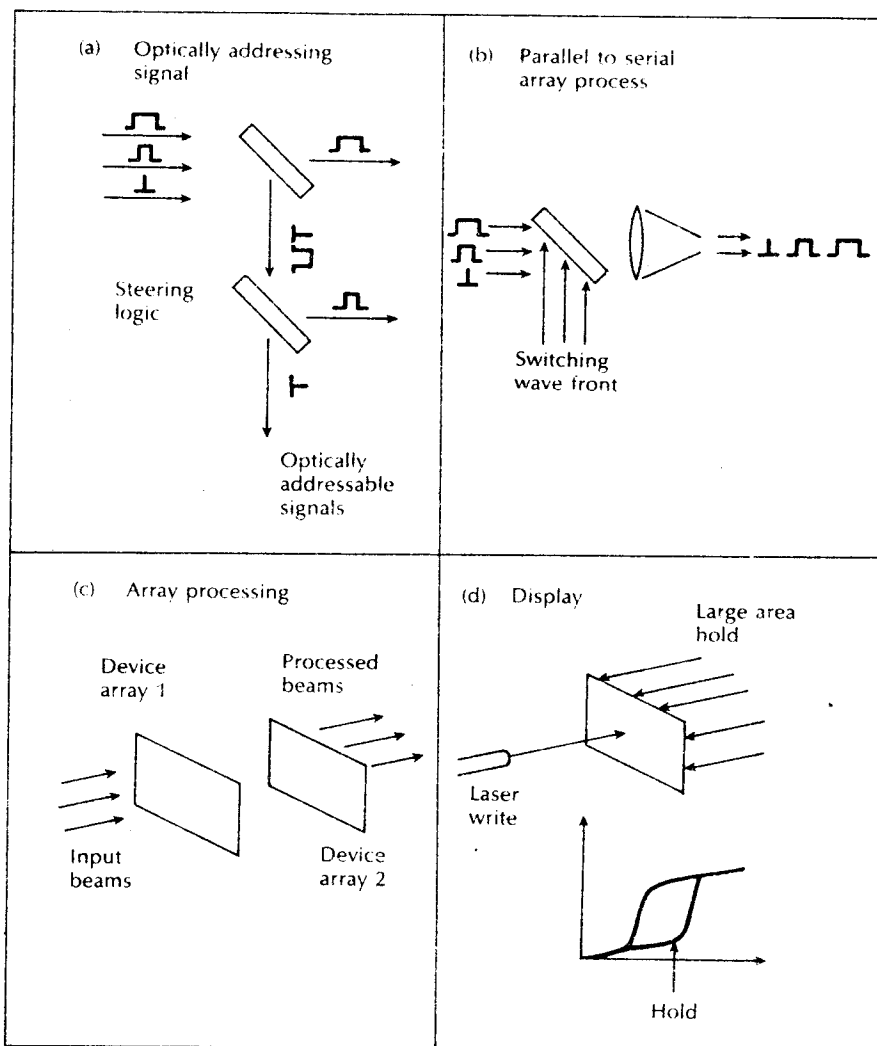 (a) Optically addressing
signal
Steering
logic
Optically
addressable
signals
(b) Parallel to serial
array process
Switching
wave front
(c) Array processing
Device
array 1
Processed
beams
Input
beams
Device
array 2
(d) Display
Large area
hold
Laser
write
Hold